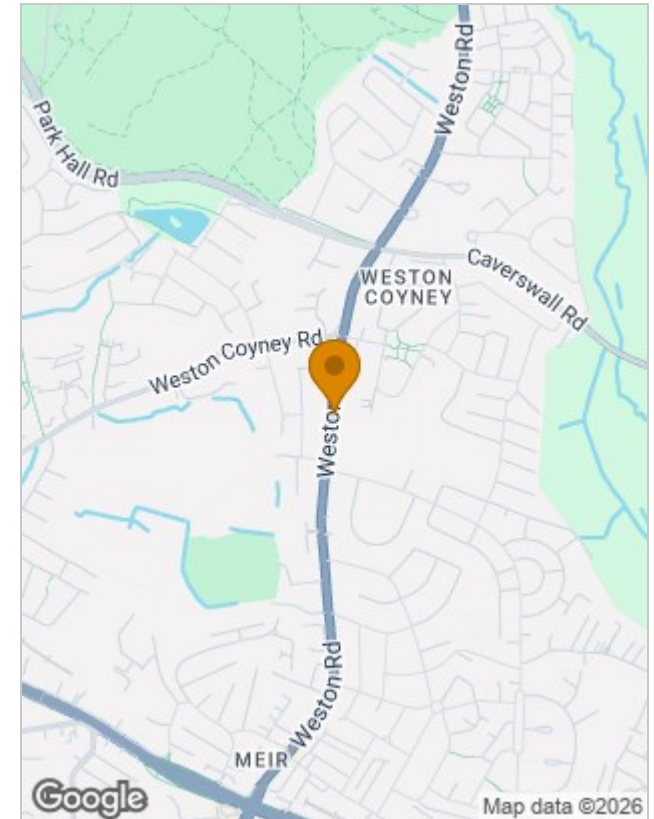 Weston Rd
Park Hall Rd
WESTON
COYNEY
Caverswall Rd
Weston Coyney Rd
Weston
Weston Rd
MEIR
Google
Map data ©2026